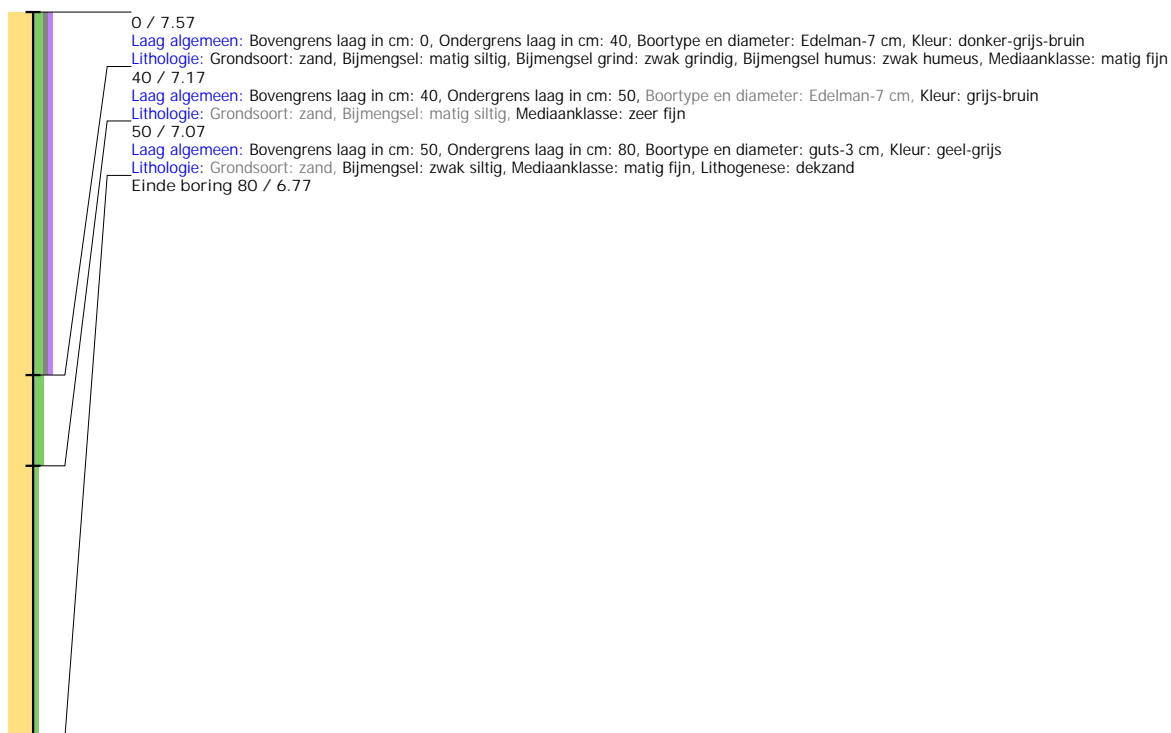 0 / 7.57
Laag algemeen: Bovengrens laag in cm: 0, Ondergrens laag in cm: 40, Boortype en diameter: Edelman-7 cm, Kleur: donker-grijs-bruin
Lithologie: Grondsoort: zand, Bijmengsel: matig siltig, Bijmengsel grind: zwak grindig, Bijmengsel humus: zwak humeus, Mediaanklasse: matig fijn
40 / 7.17
Laag algemeen: Bovengrens laag in cm: 40, Ondergrens laag in cm: 50, Boortype en diameter: Edelman-7 cm, Kleur: grijs-bruin
Lithologie: Grondsoort: zand, Bijmengsel: matig siltig, Mediaanklasse: zeer fijn
50 / 7.07
Laag algemeen: Bovengrens laag in cm: 50, Ondergrens laag in cm: 80, Boortype en diameter: guts-3 cm, Kleur: geel-grijs
Lithologie: Grondsoort: zand, Bijmengsel: zwak siltig, Mediaanklasse: matig fijn, Lithogenese: dekzand
Einde boring 80 / 6.77